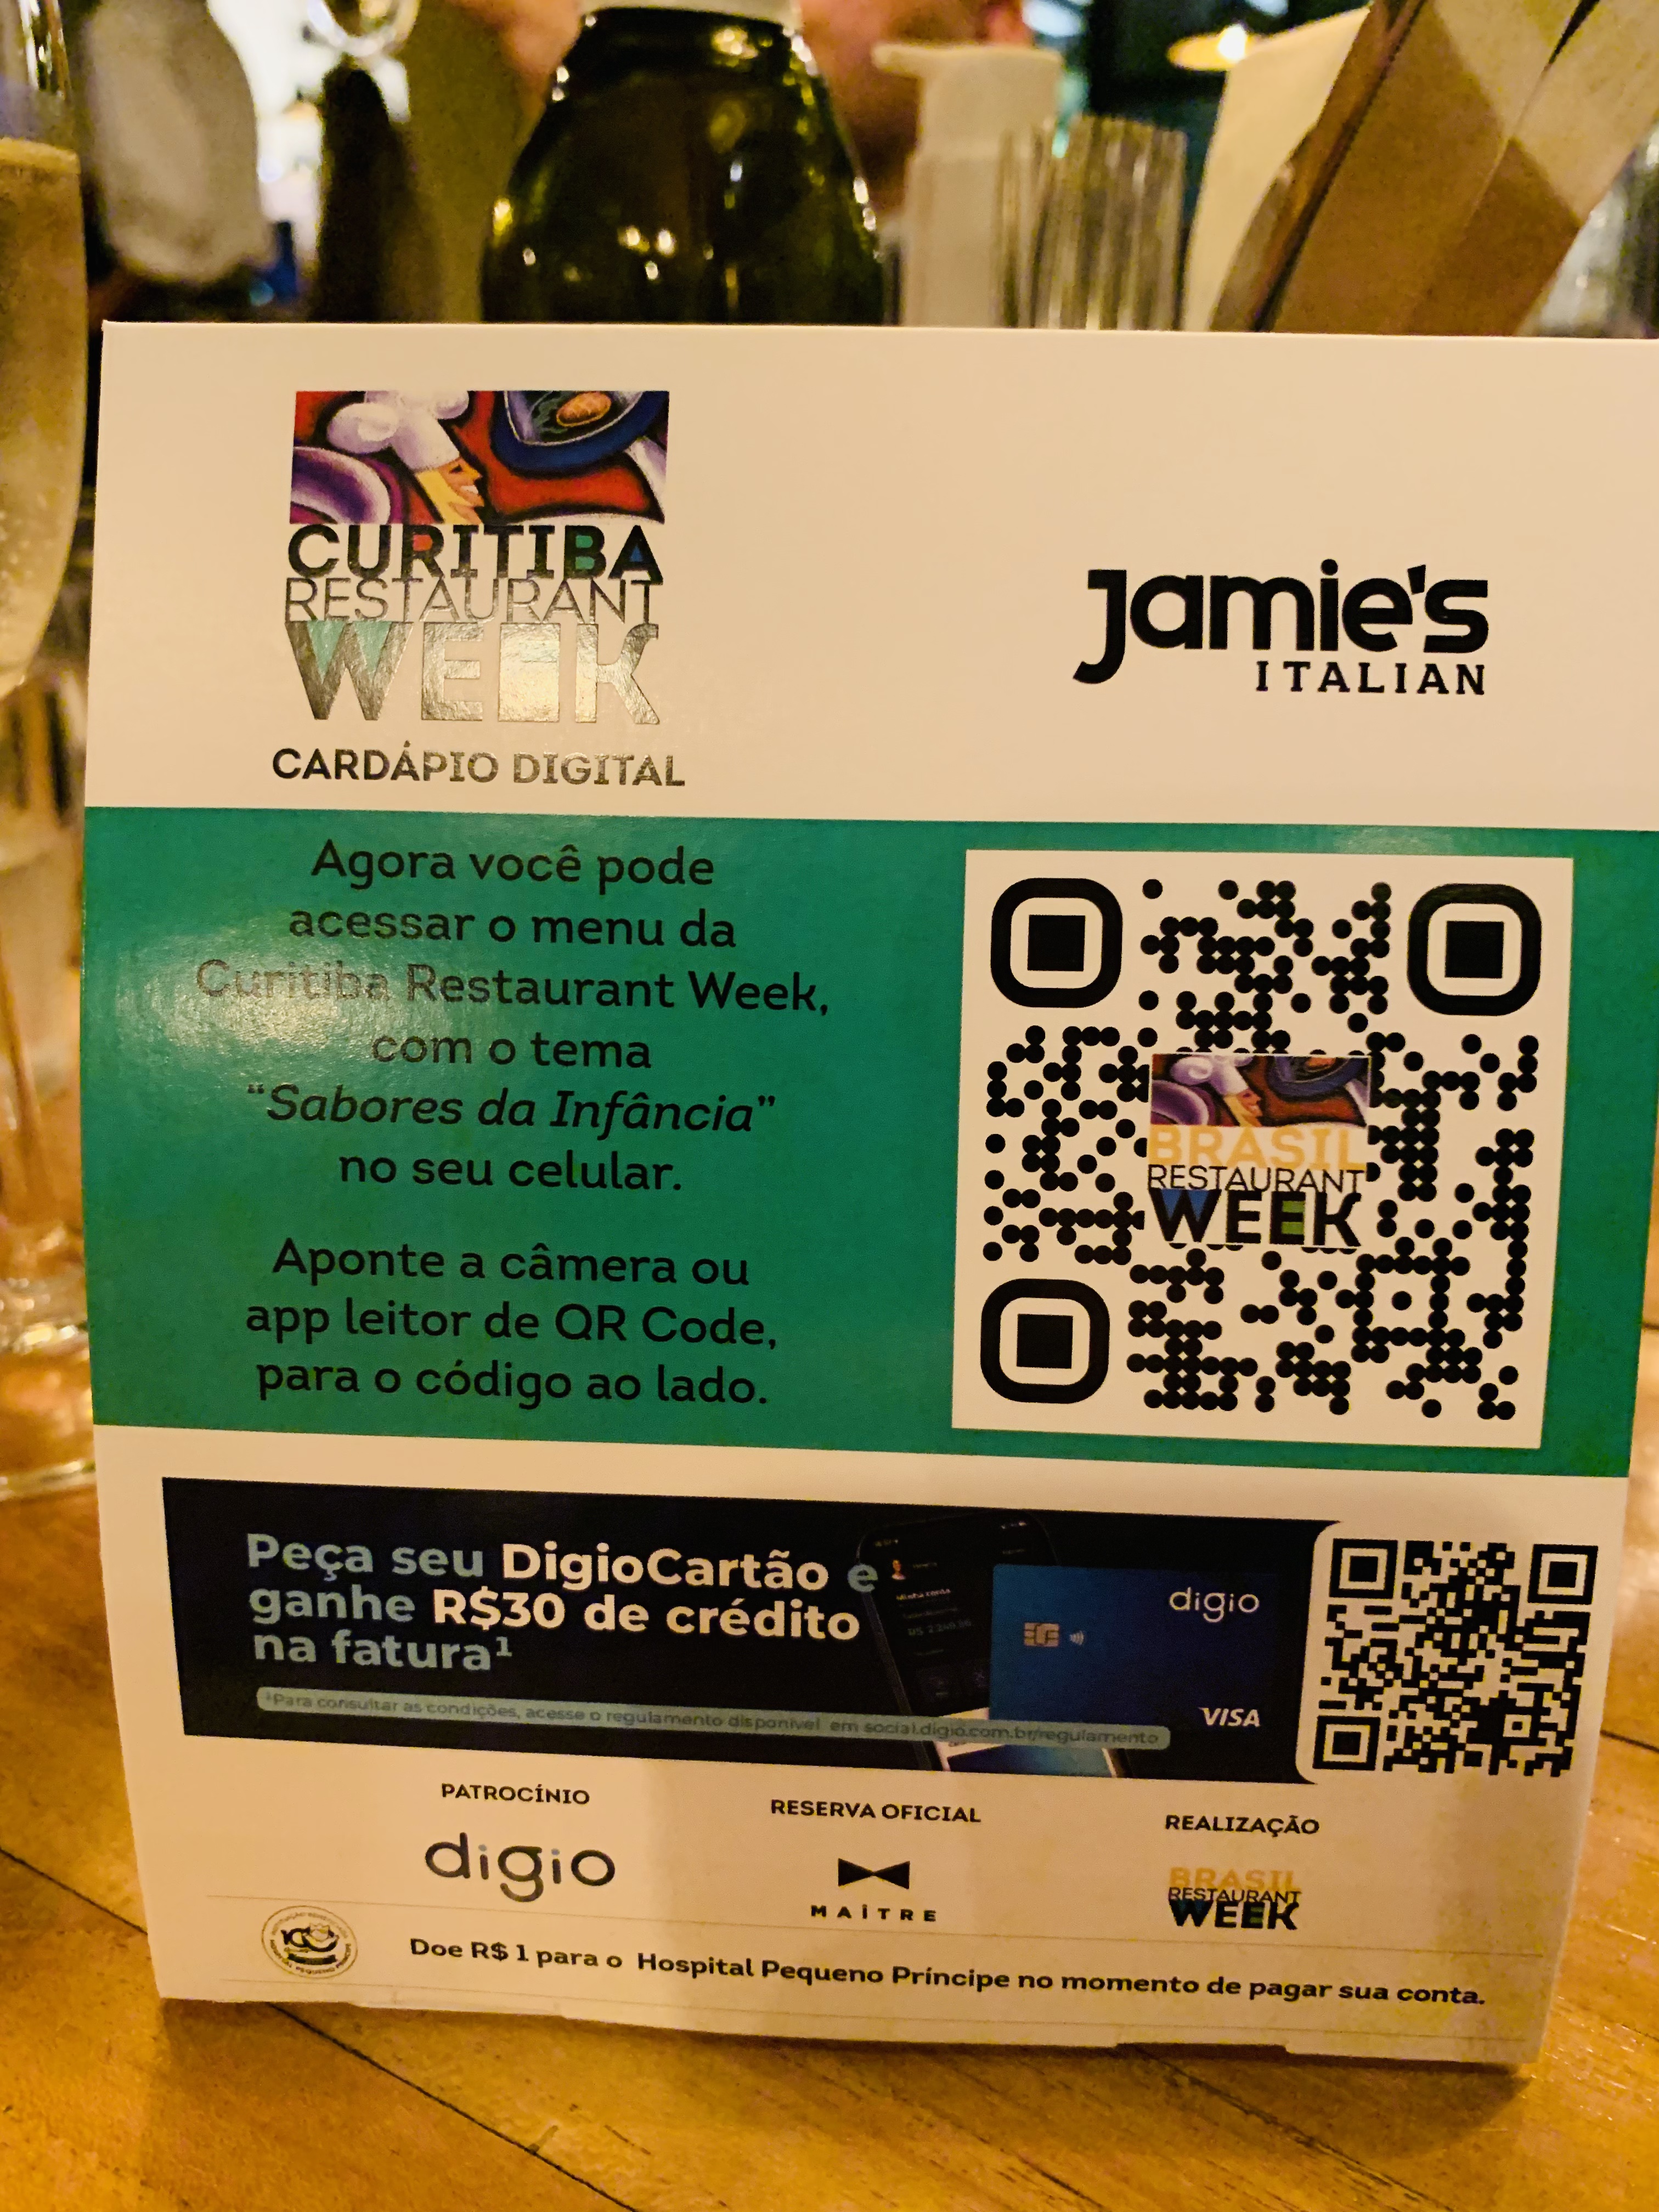 CURITIBA
RESTAURANT
WEEK
CARDÁPIO DIGITAL
Jamie's
ITALIAN
Agora você pode
acessar o menu da
Curitiba Restaurant Week,
com o tema
“Sabores da Infância”
no seu celular.
Aponte a câmera ou
app leitor de QR Code,
para o código ao lado.
BRASIL
RESTAURANT
WEEK
Peça seu DigioCartão e
ganhe R$30 de crédito
na fatura¹
¹Para consultar as condições, acesse o regulamento disponível em social.digio.com.br/regulamento
digio
VISA
PATROCÍNIO
digio
RESERVA OFICIAL
MAÎTRE
REALIZAÇÃO
BRASIL
RESTAURANT
WEEK
Doe R$ 1 para o Hospital Pequeno Príncipe no momento de pagar sua conta.